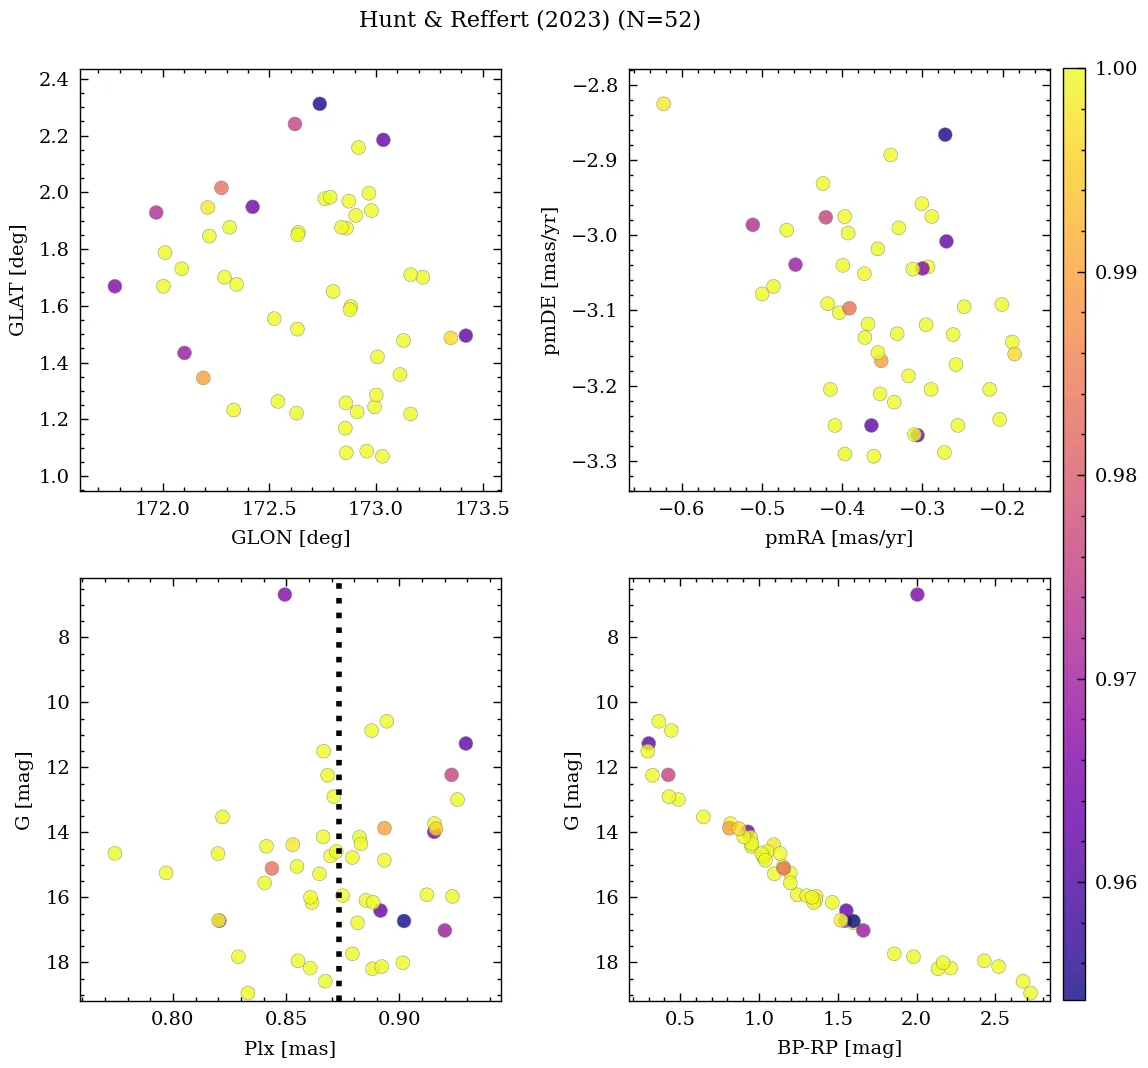 Hunt & Reffert (2023) (N=52)
2.4
2.2
2.0
1.8
1.6
1.4
1.2
1.0
GLAT [deg]
172.0 172.5 173.0 173.5
GLON [deg]
−2.8
−2.9
−3.0
−3.1
−3.2
−3.3
pmDE [mas/yr]
−0.6 −0.5 −0.4 −0.3 −0.2
pmRA [mas/yr]
8
10
12
14
16
18
G [mag]
0.80 0.85 0.90
Plx [mas]
8
10
12
14
16
18
G [mag]
0.5 1.0 1.5 2.0 2.5
BP-RP [mag]
1.00
0.99
0.98
0.97
0.96